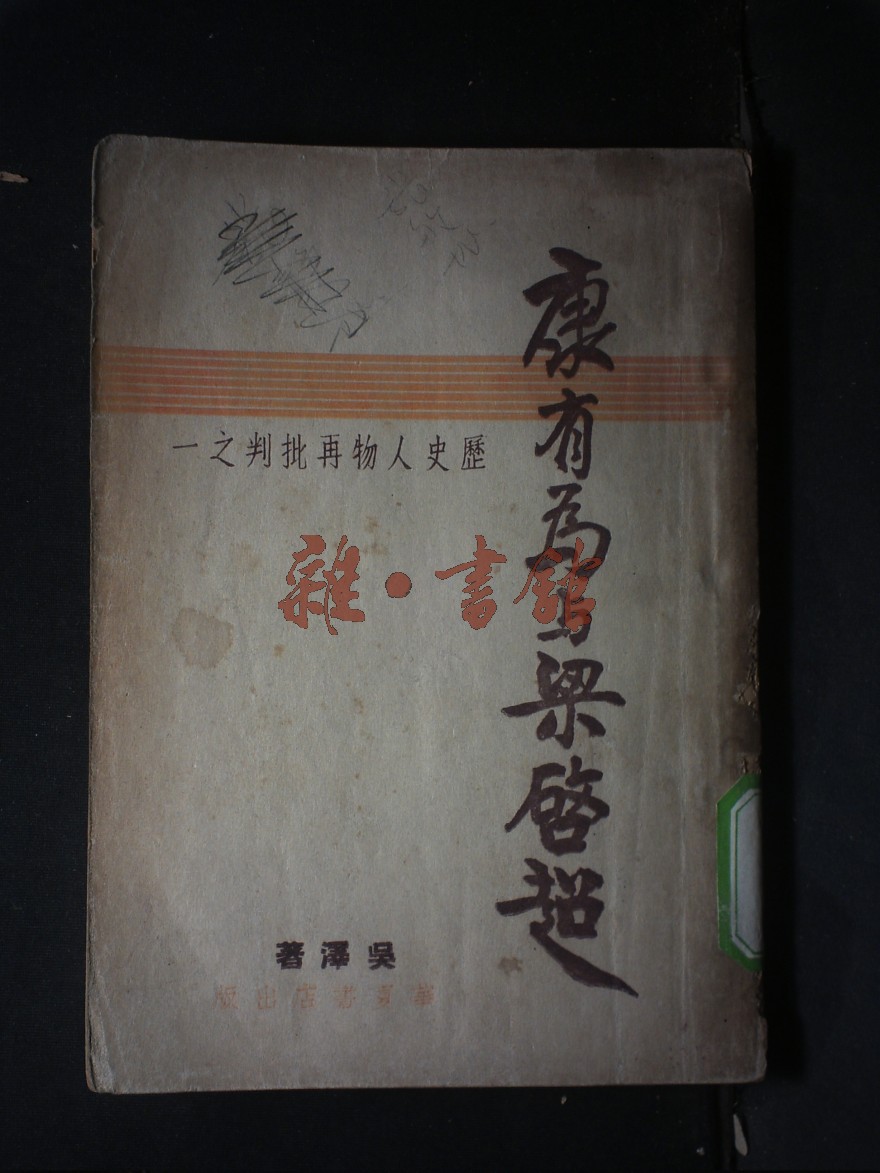 康有為與梁啓超
歷史人物再批判之一
雜·書館
吳澤著
華夏書店出版